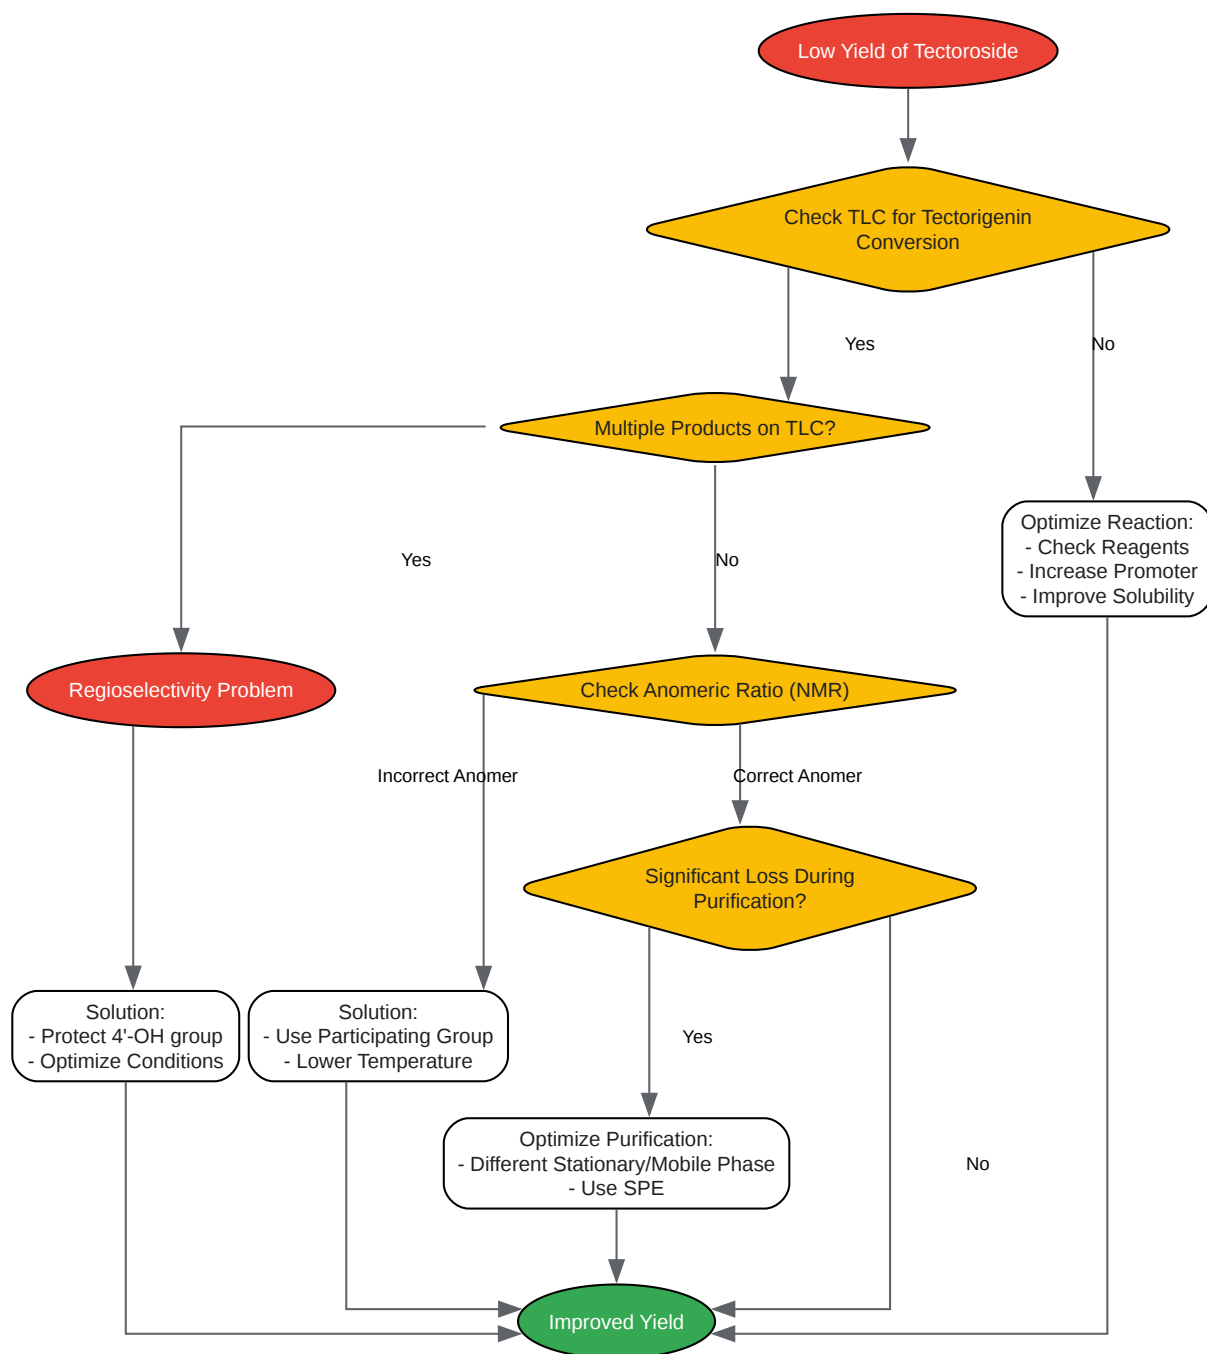 Low Yield of Tectoroside
Check TLC for Tectorigenin
Conversion
Yes
No
Multiple Products on TLC?
Optimize Reaction:
- Check Reagents
- Increase Promoter
- Improve Solubility
Yes
No
Regioselectivity Problem
Check Anomeric Ratio (NMR)
Incorrect Anomer
Correct Anomer
Significant Loss During
Purification?
Solution:
- Protect 4'-OH group
- Optimize Conditions
Solution:
- Use Participating Group
- Lower Temperature
Yes
Optimize Purification:
- Different Stationary/Mobile Phase
- Use SPE
No
Improved Yield